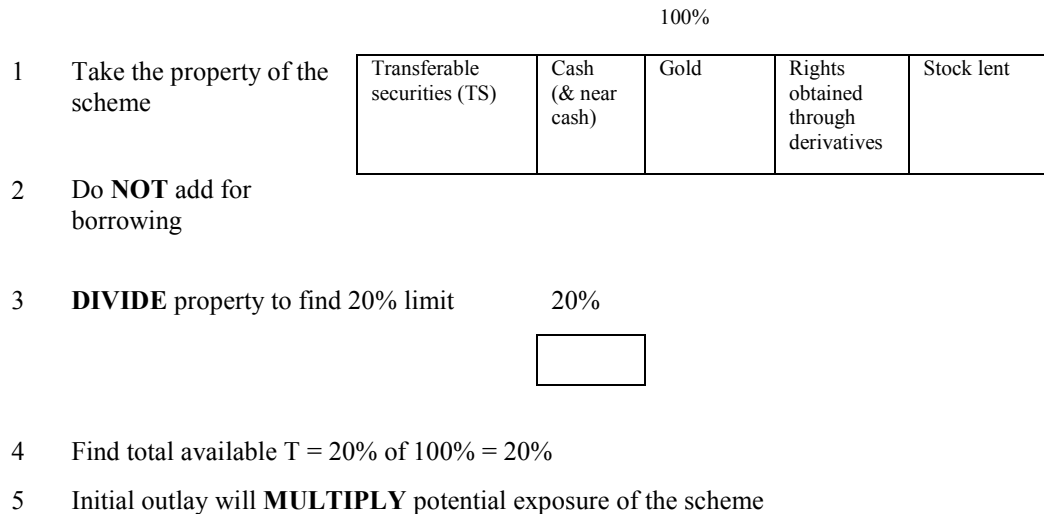 100%
1 Take the property of the scheme
Transferable securities (TS)
Cash (& near cash)
Gold
Rights obtained through derivatives
Stock lent
2 Do NOT add for borrowing
3 DIVIDE property to find 20% limit 20%
4 Find total available T = 20% of 100% = 20%
5 Initial outlay will MULTIPLY potential exposure of the scheme